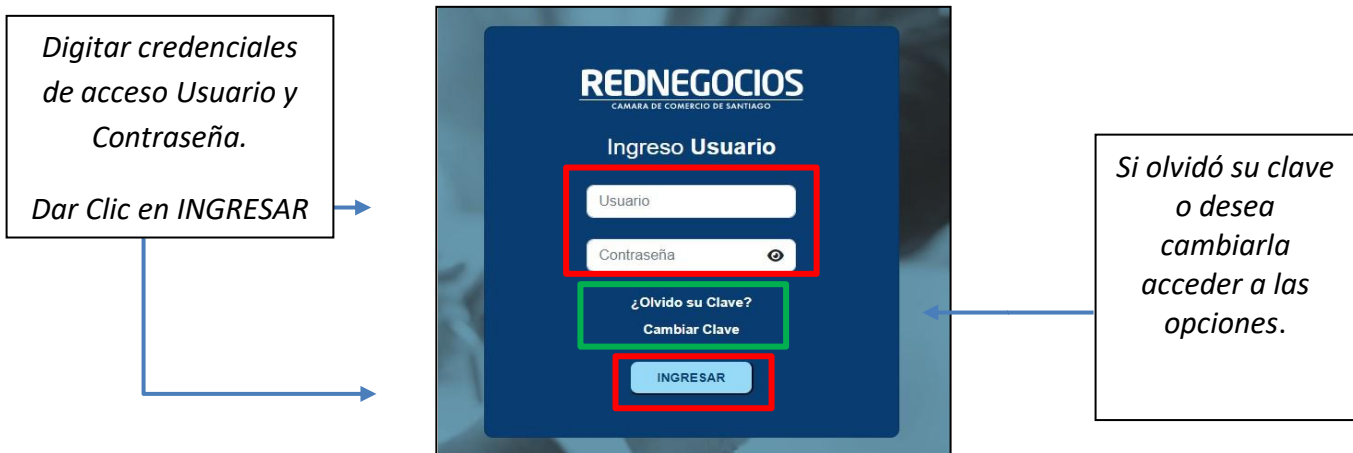 Digitar credenciales
de acceso Usuario y
Contraseña.
Dar Clic en INGRESAR
REDNEGOCIOS
CAMARA DE COMERCIO DE SANTIAGO
Ingreso Usuario
Usuario
Contraseña
¿Olvido su Clave?
Cambiar Clave
INGRESAR
Si olvidó su clave
o desea
cambiarla
acceder a las
opciones.